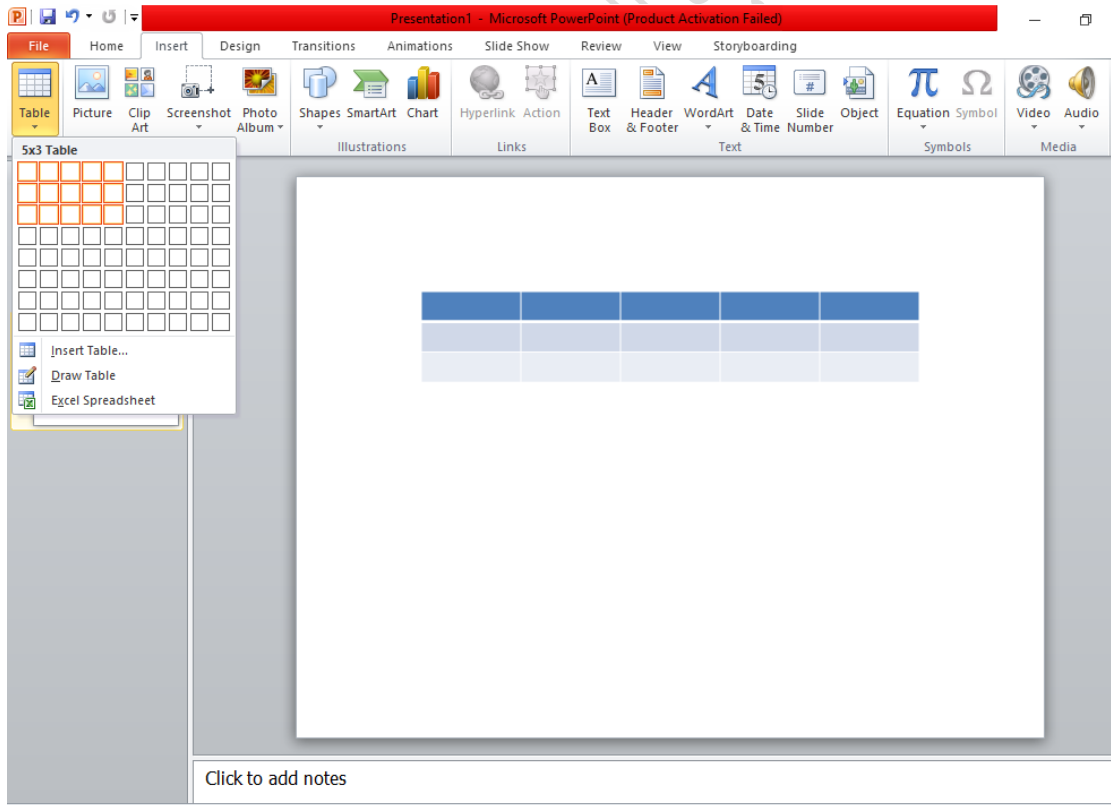 Presentation1 - Microsoft PowerPoint (Product Activation Failed)
File Home Insert Design Transitions Animations Slide Show Review View Storyboarding
Table Picture Clip Art Screenshot Photo Album Shapes SmartArt Chart Hyperlink Action Text Box Header & Footer WordArt Date & Time Slide Number Object Equation Symbol Video Audio
Illustrations Links Text Symbols Media
5x3 Table
Insert Table...
Draw Table
Excel Spreadsheet
Click to add notes